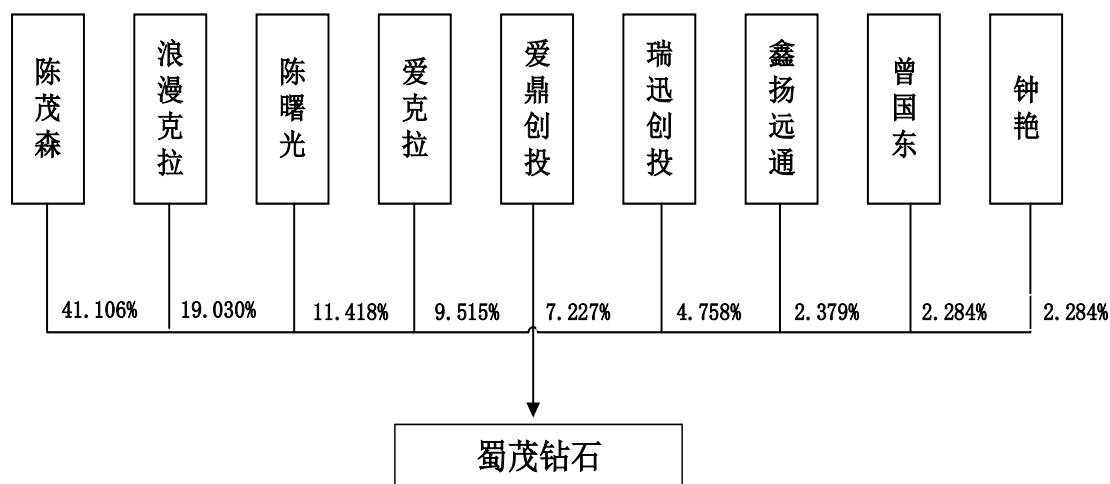 陈茂森
浪漫克拉
陈曙光
爱克拉
爱鼎创投
瑞迅创投
鑫扬远通
曾国东
钟艳
41.106%
19.030%
11.418%
9.515%
7.227%
4.758%
2.379%
2.284%
2.284%
蜀茂钻石